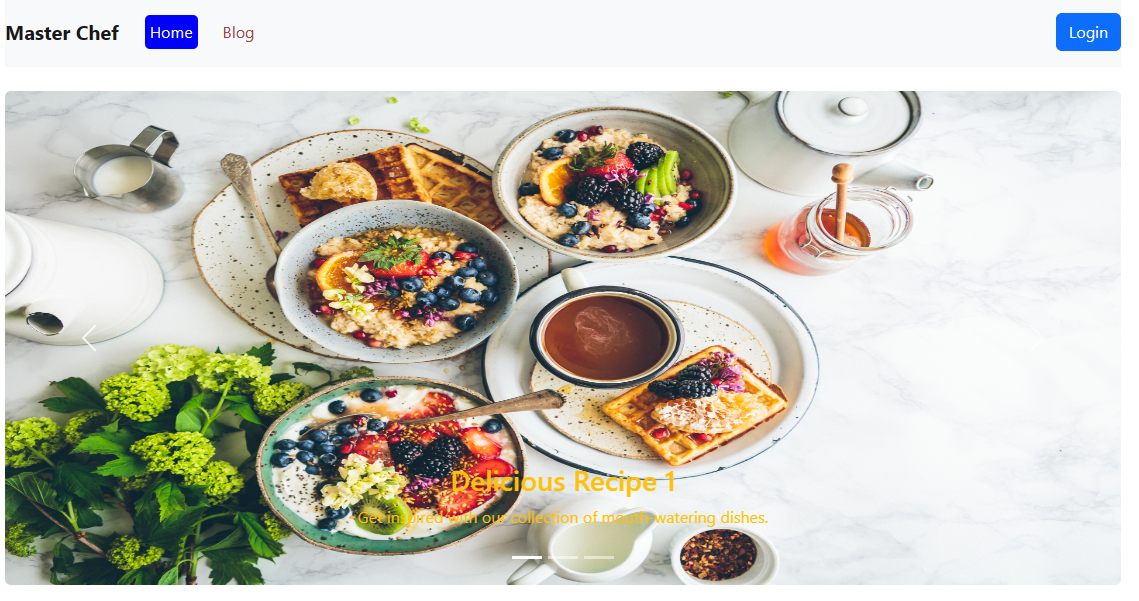 Master Chef Home Blog Login
Delicious Recipe 1
Get inspired with our collection of mouth-watering dishes.